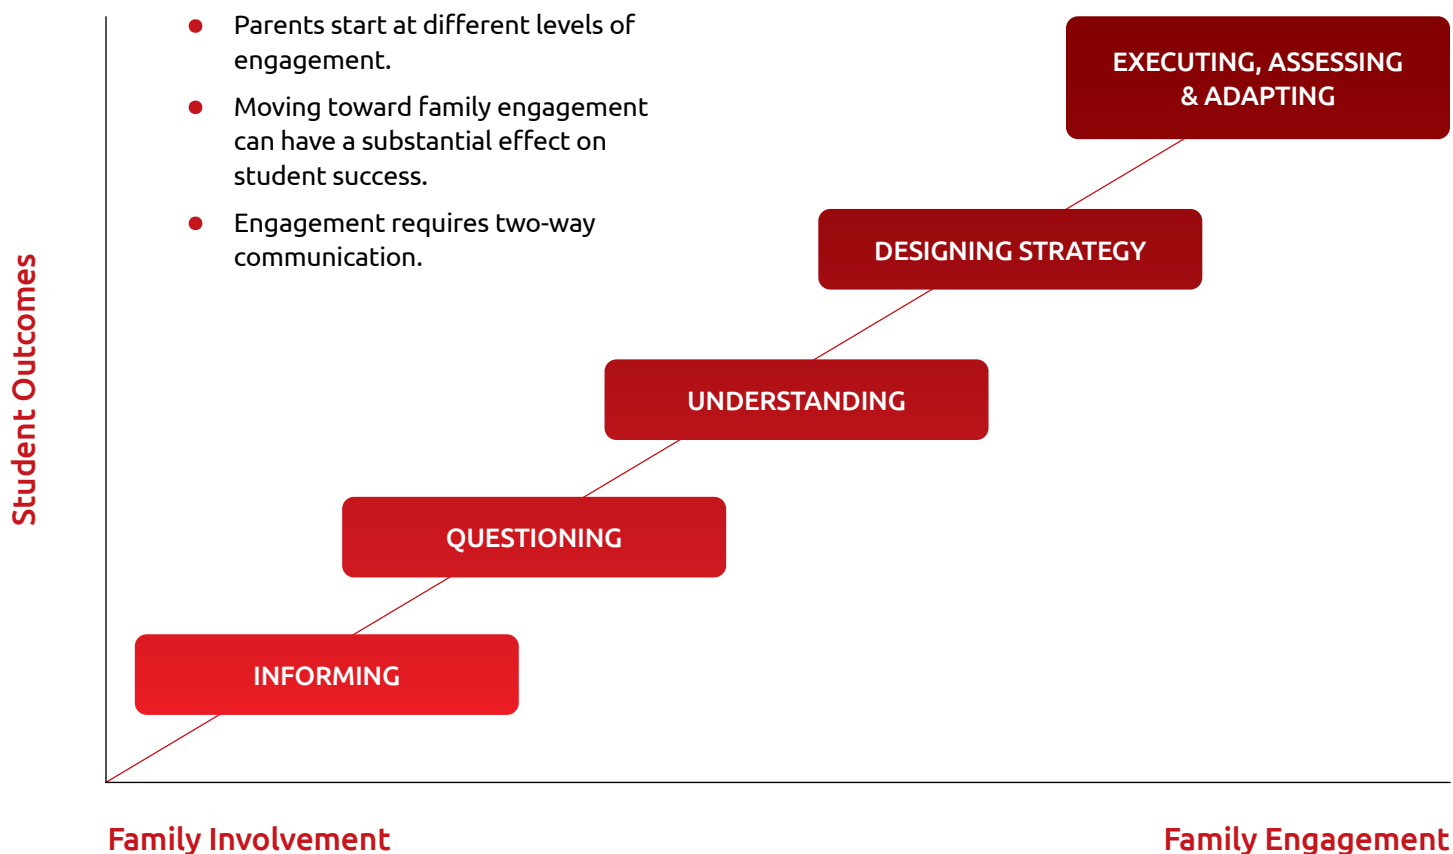 Parents start at different levels of
engagement.
Moving toward family engagement
can have a substantial effect on
student success.
Engagement requires two-way
communication.
EXECUTING, ASSESSING
& ADAPTING
DESIGNING STRATEGY
UNDERSTANDING
QUESTIONING
INFORMING
Student Outcomes
Family Involvement
Family Engagement